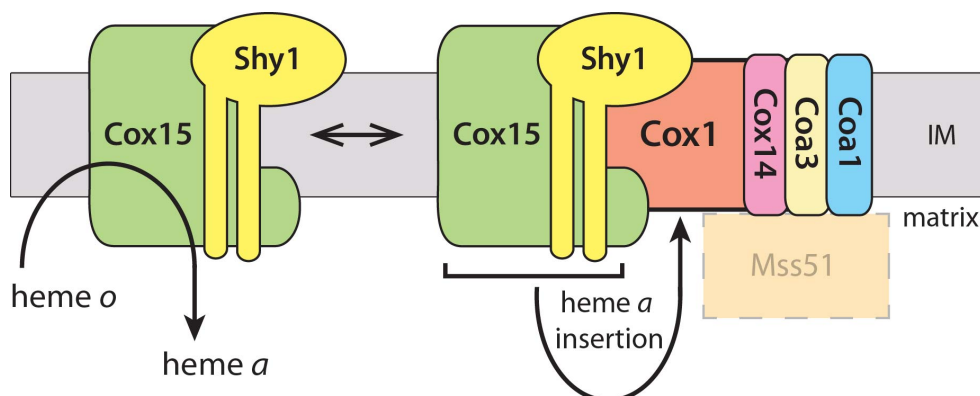 Shy1
Cox15
heme o
heme a
Shy1
Cox15
Cox1
Cox14
Coa3
Coa1
IM
matrix
Mss51
heme a
insertion